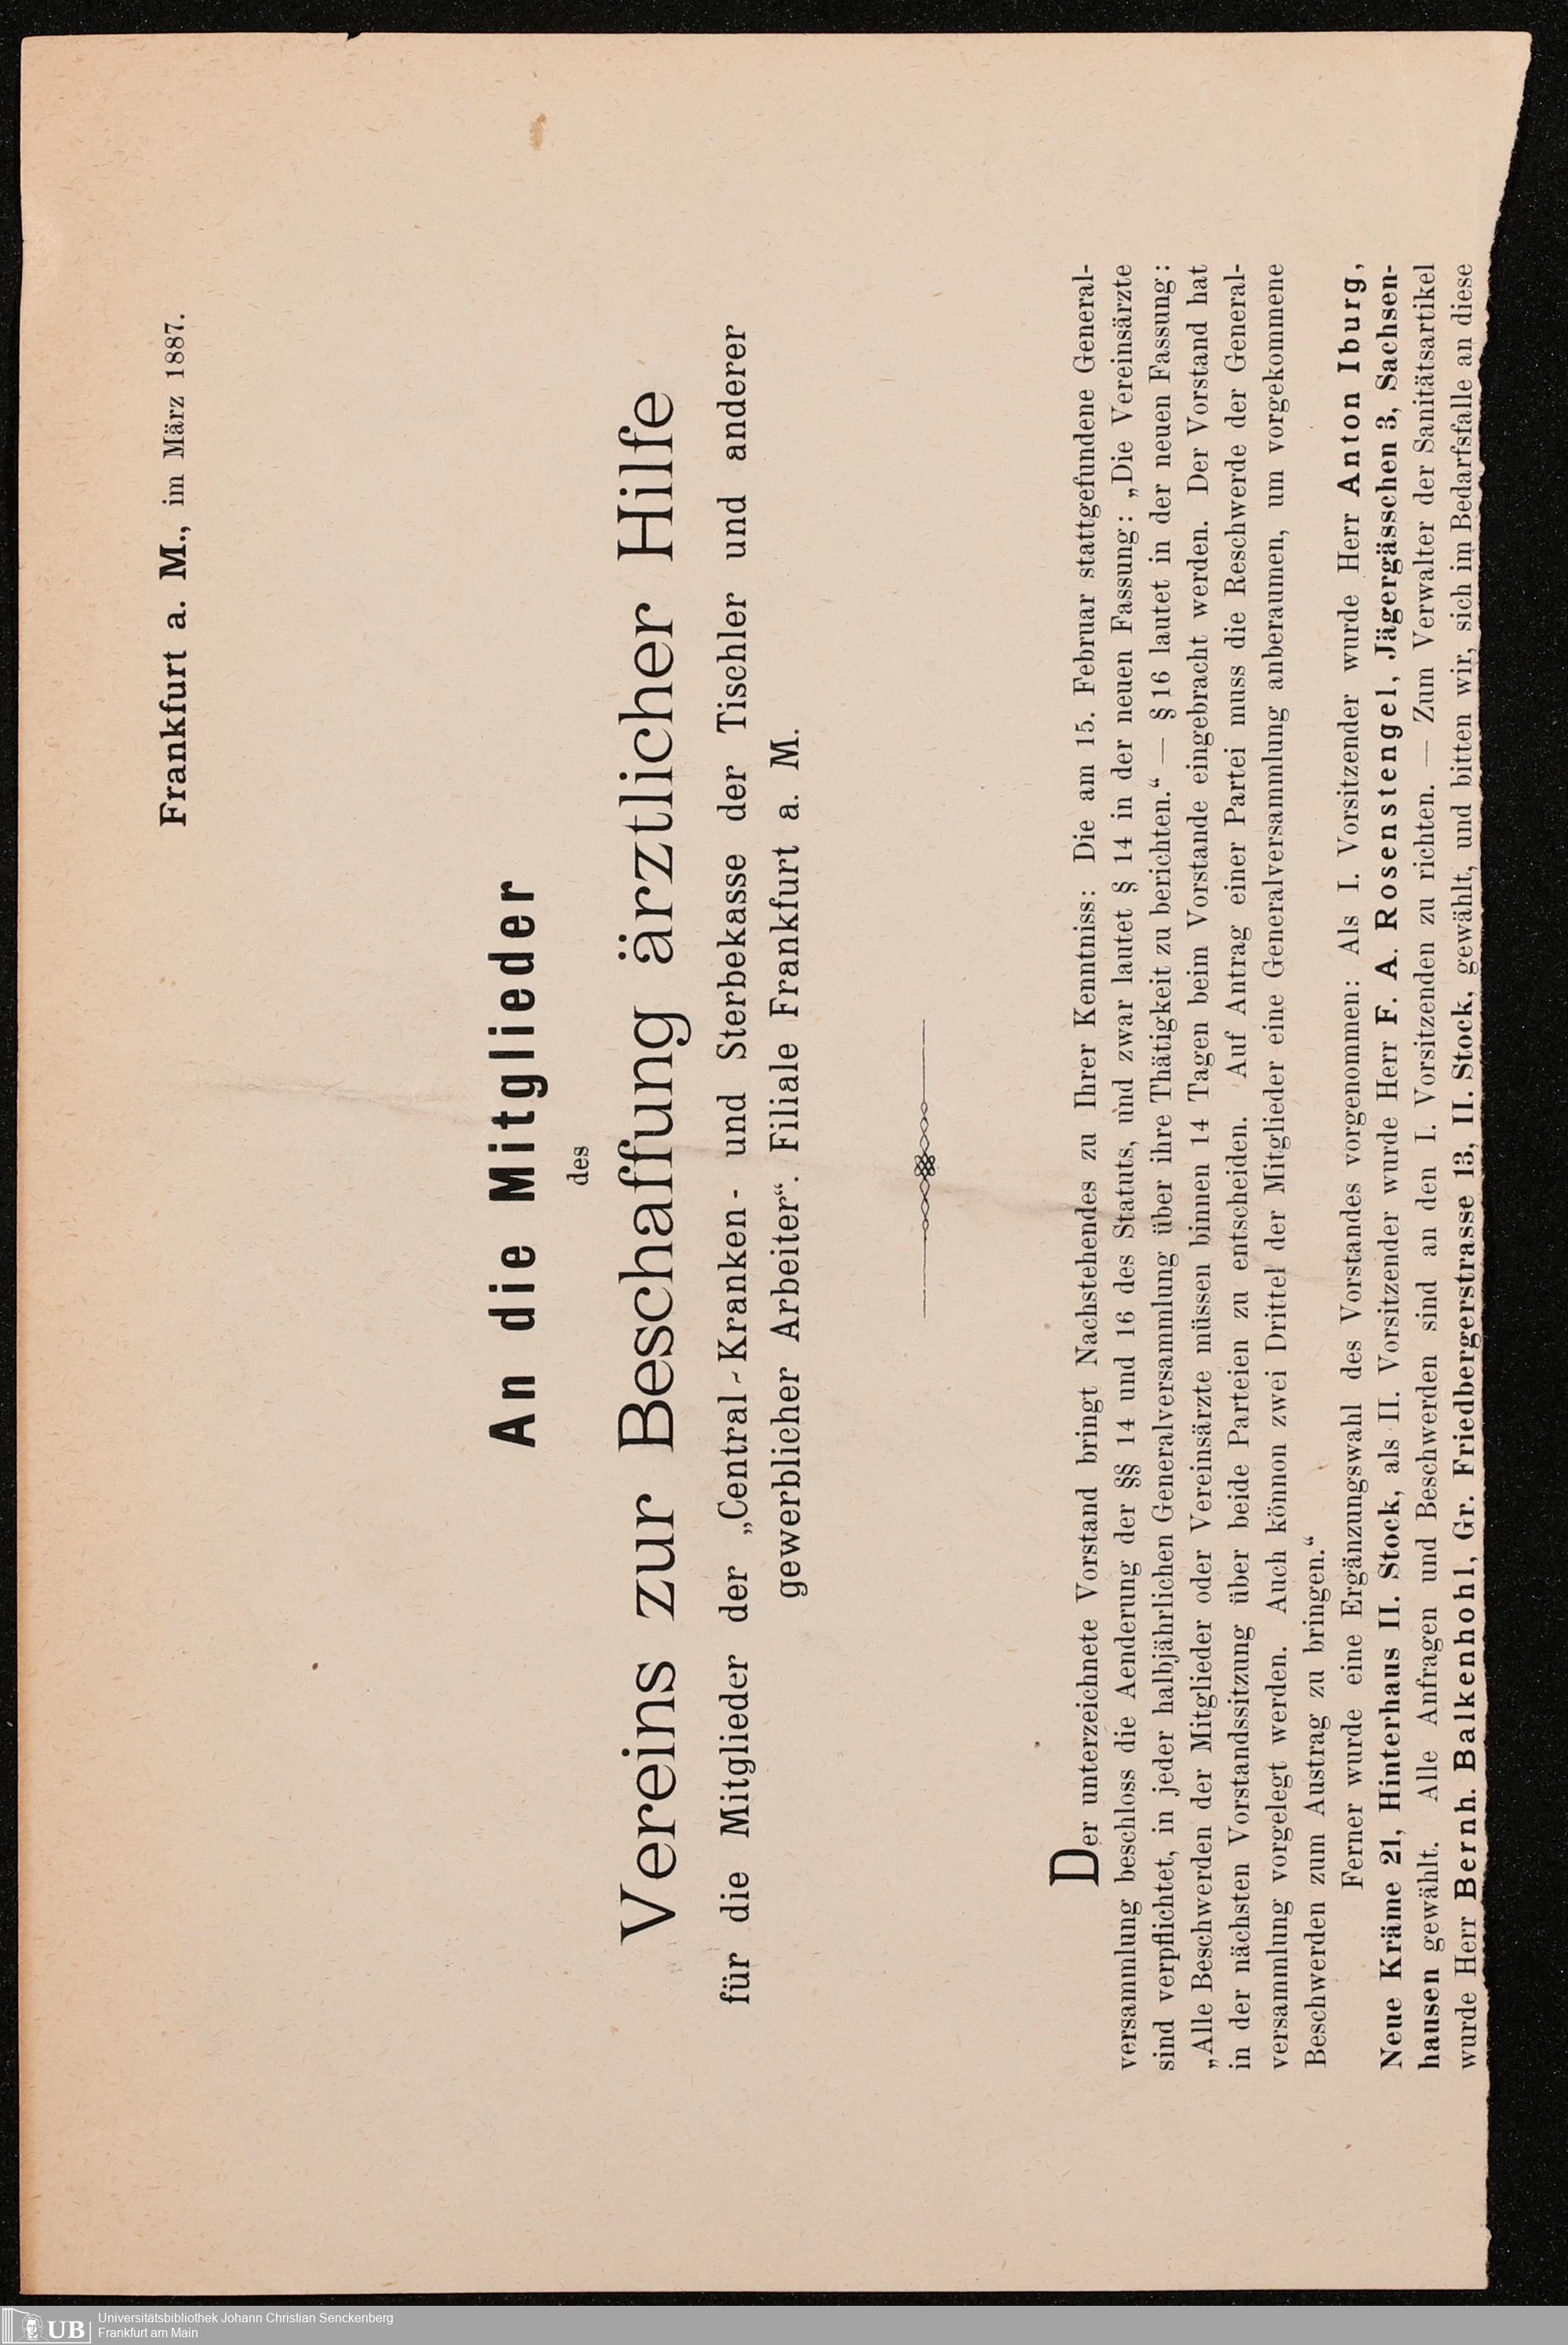 Frankfurt a. M., im März 1887.
An die Mitglieder
des
Vereins zur Beschaffung ärztlicher Hilfe
für die Mitglieder der „Central-Kranken- und Sterbekasse der Tischler und anderer
gewerblicher Arbeiter“. Filiale Frankfurt a. M.
Der unterzeichnete Vorstand bringt Nachstehendes zu Ihrer Kenntniss: Die am 15. Februar stattgefundene General-
versammlung beschloss die Aenderung der §§ 14 und 16 des Statuts, und zwar lautet § 14 in der neuen Fassung: „Die Vereinsärzte
sind verpflichtet, in jeder halbjährlichen Generalversammlung über ihre Thätigkeit zu berichten.“ — § 16 lautet in der neuen Fassung:
„Alle Beschwerden der Mitglieder oder Vereinsärzte müssen binnen 14 Tagen beim Vorstande eingebracht werden. Der Vorstand hat
in der nächsten Vorstandssitzung über beide Parteien zu entscheiden. Auf Antrag einer Partei muss die Reschwerde der General-
versammlung vorgelegt werden. Auch können zwei Drittel der Mitglieder eine Generalversammlung anberaumen, um vorgekommene
Beschwerden zum Austrag zu bringen.“
Ferner wurde eine Ergänzungswahl des Vorstandes vorgenommen: Als I. Vorsitzender wurde Herr Anton Iburg,
Neue Kräme 21, Hinterhaus II. Stock, als II. Vorsitzender wurde Herr F. A. Rosenstengel, Jägergässchen 3, Sachsen-
hausen gewählt. Alle Anfragen und Beschwerden sind an den I. Vorsitzenden zu richten. — Zum Verwalter der Sanitätsartikel
wurde Herr Bernh. Balkenhohl, Gr. Friedbergerstrasse 13, II. Stock, gewählt, und bitten wir, sich im Bedarfsfalle an diese
UB
Universitätsbibliothek Johann Christian Senckenberg
Frankfurt am Main